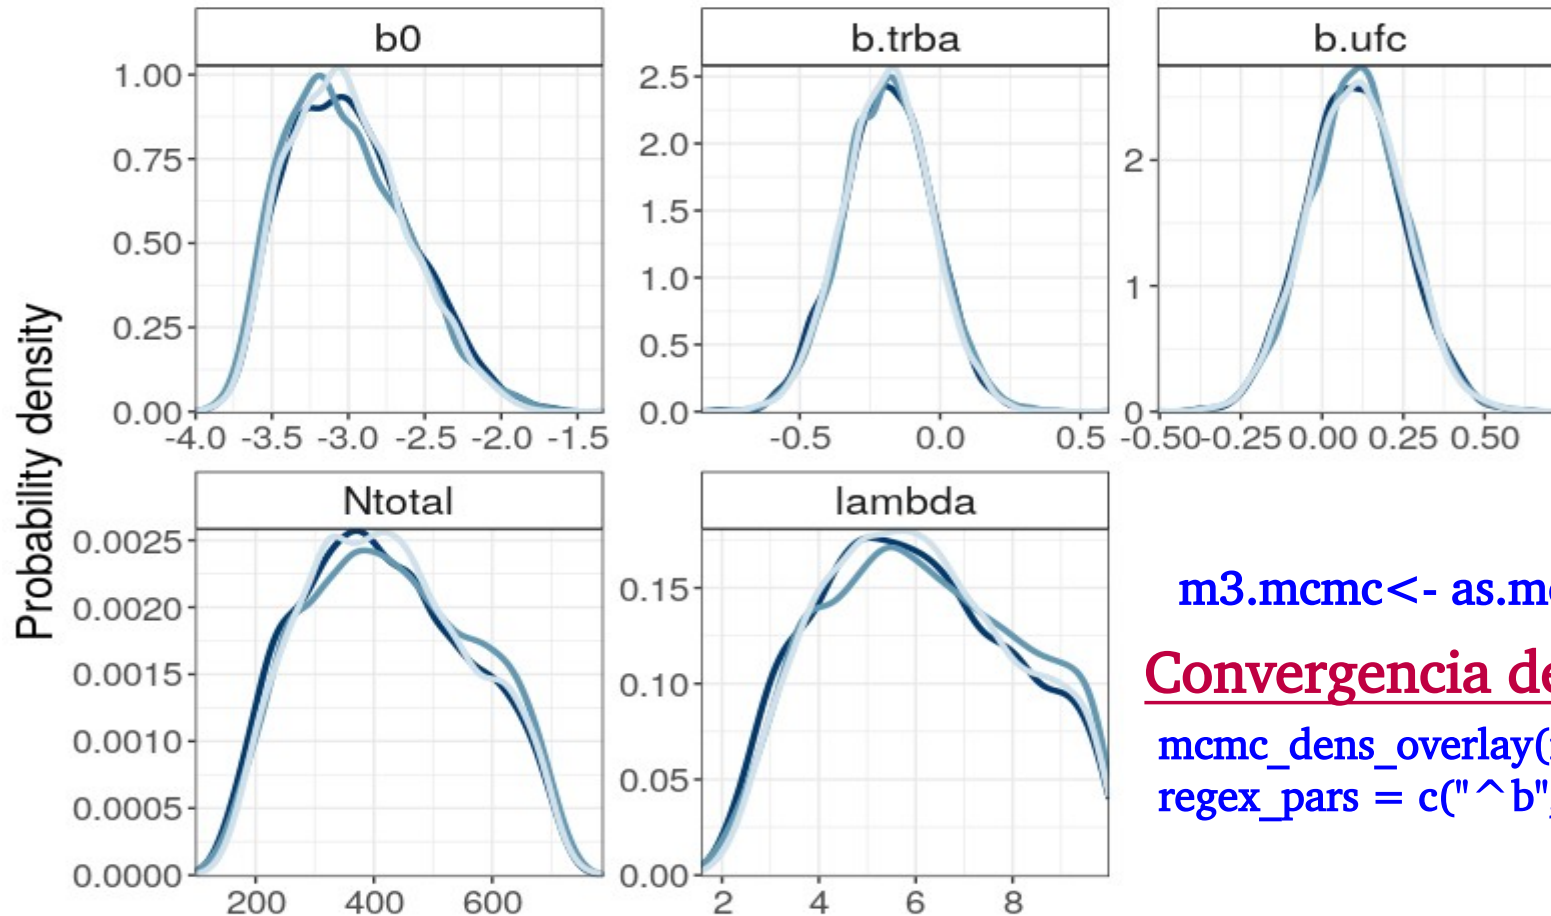 b0
b.trba
b.ufc
1.00
0.75
0.50
0.25
0.00
-4.0 -3.5 -3.0 -2.5 -2.0 -1.5
2.5
2.0
1.5
1.0
0.5
0.0
-0.5 0.0 0.5
2
1
0
-0.50 -0.25 0.00 0.25 0.50
Probability density
Ntotal
lambda
0.0025
0.0020
0.0015
0.0010
0.0005
0.0000
200 400 600
0.15
0.10
0.05
0.00
2 4 6 8
m3.mcmc<- as.m
Convergencia de
mcmc_dens_overlay(
regex_pars = c("^b"